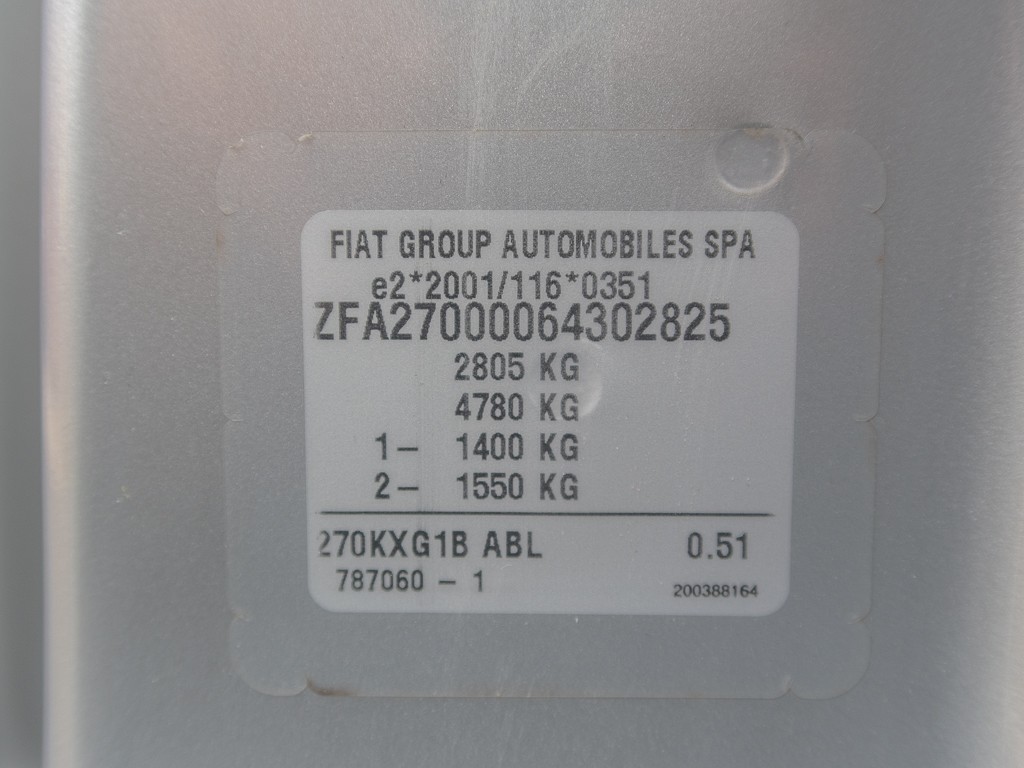 FIAT GROUP AUTOMOBILES SPA
e2*2001/116*0351
ZFA27000064302825
2805 KG
4780 KG
1- 1400 KG
2- 1550 KG
270KXG1B ABL 0.51
787060 - 1 200388164